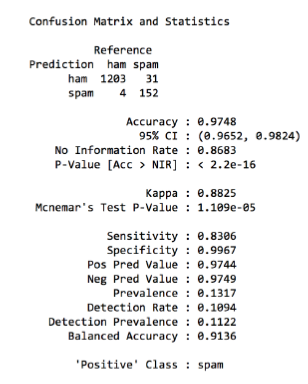 Confusion Matrix and Statistics
Reference
Prediction ham spam
ham 1203 31
spam 4 152
Accuracy : 0.9748
95% CI : (0.9652, 0.9824)
No Information Rate : 0.8683
P-Value [Acc > NIR] : < 2.2e-16
Kappa : 0.8825
Mcnemar's Test P-Value : 1.109e-05
Sensitivity : 0.8306
Specificity : 0.9967
Pos Pred Value : 0.9744
Neg Pred Value : 0.9749
Prevalence : 0.1317
Detection Rate : 0.1094
Detection Prevalence : 0.1122
Balanced Accuracy : 0.9136
'Positive' Class : spam